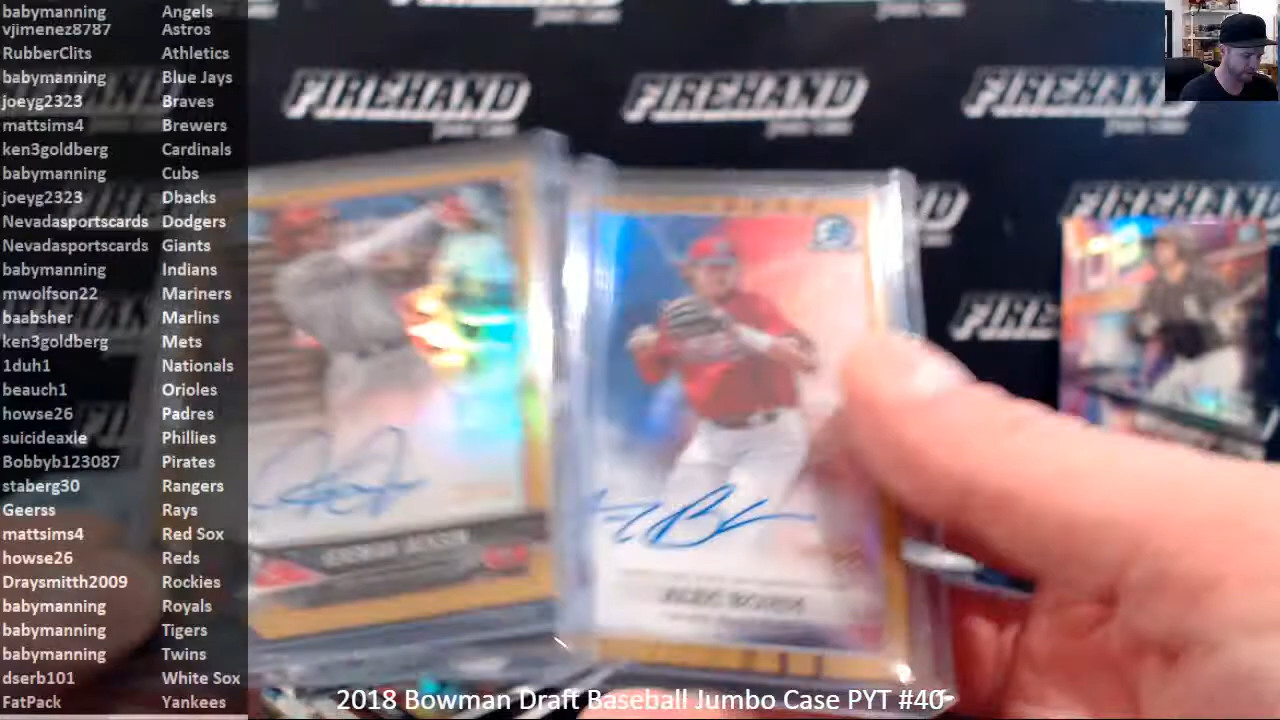 babymanning Angels
vjimenez8787 Astros
RubberClits Athletics
babymanning Blue Jays
joeyg2323 Braves
mattsims4 Brewers
ken3goldberg Cardinals
babymanning Cubs
joeyg2323 Dbacks
Nevadasportscards Dodgers
Nevadasportscards Giants
babymanning Indians
mwolfson22 Mariners
baabsher Marlins
ken3goldberg Mets
1duh1 Nationals
beauch1 Orioles
howse26 Padres
suicideaxle Phillies
Bobbyb123087 Pirates
staberg30 Rangers
Geerss Rays
mattsims4 Red Sox
howse26 Reds
Draysmitth2009 Rockies
babymanning Royals
babymanning Tigers
babymanning Twins
dserb101 White Sox
FatPack Yankees
FIREHAND FIREHAND FIREHAND
FIRE
ALEC BOHM
2018 Bowman Draft Baseball Jumbo Case PYT #40-